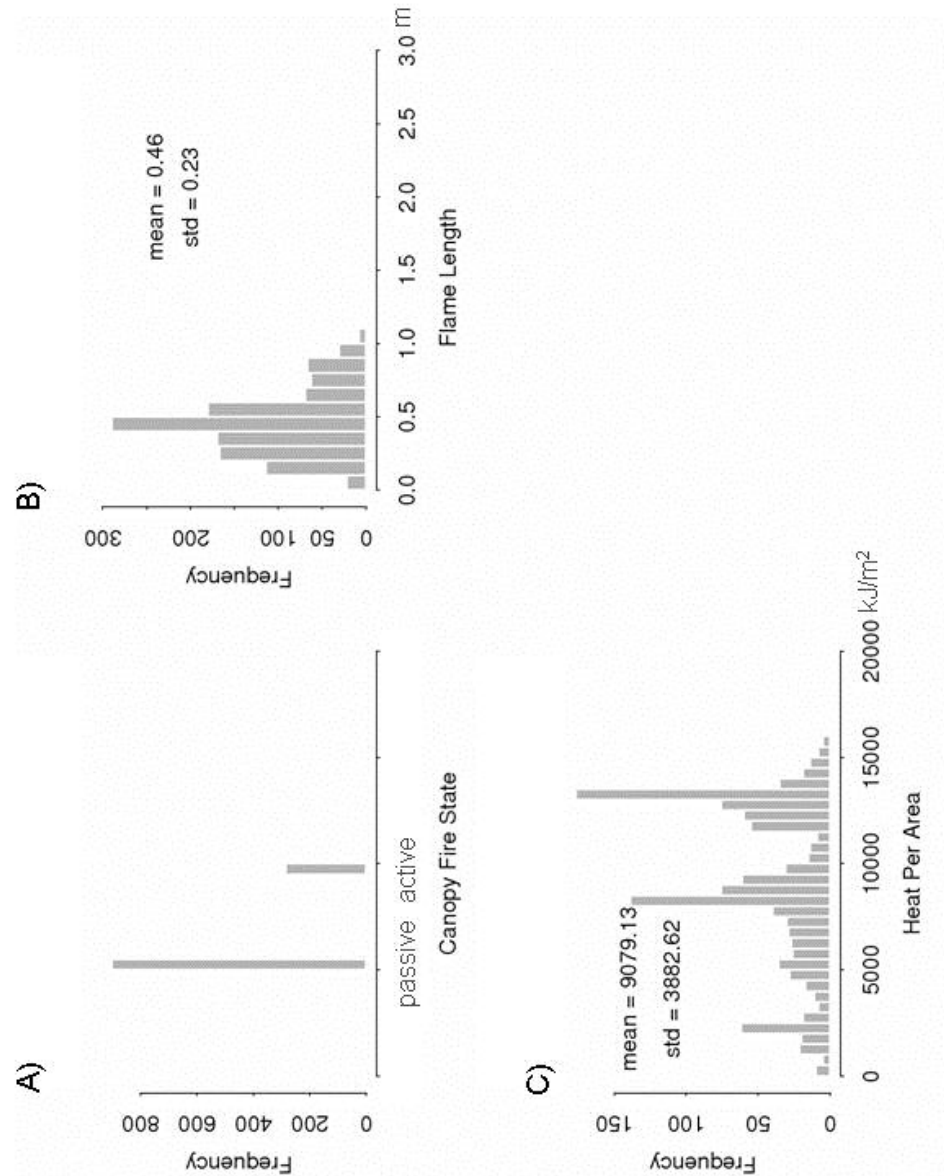 A)
Frequency
0 200 400 600 800
passive active
Canopy Fire State
B)
mean = 0.46
std = 0.23
Frequency
0 50 100 200 300
0.0 0.5 1.0 1.5 2.0 2.5 3.0 m
Flame Length
C)
mean = 9079.13
std = 3882.62
Frequency
0 50 100 150
0 5000 10000 15000 20000 kJ/m²
Heat Per Area